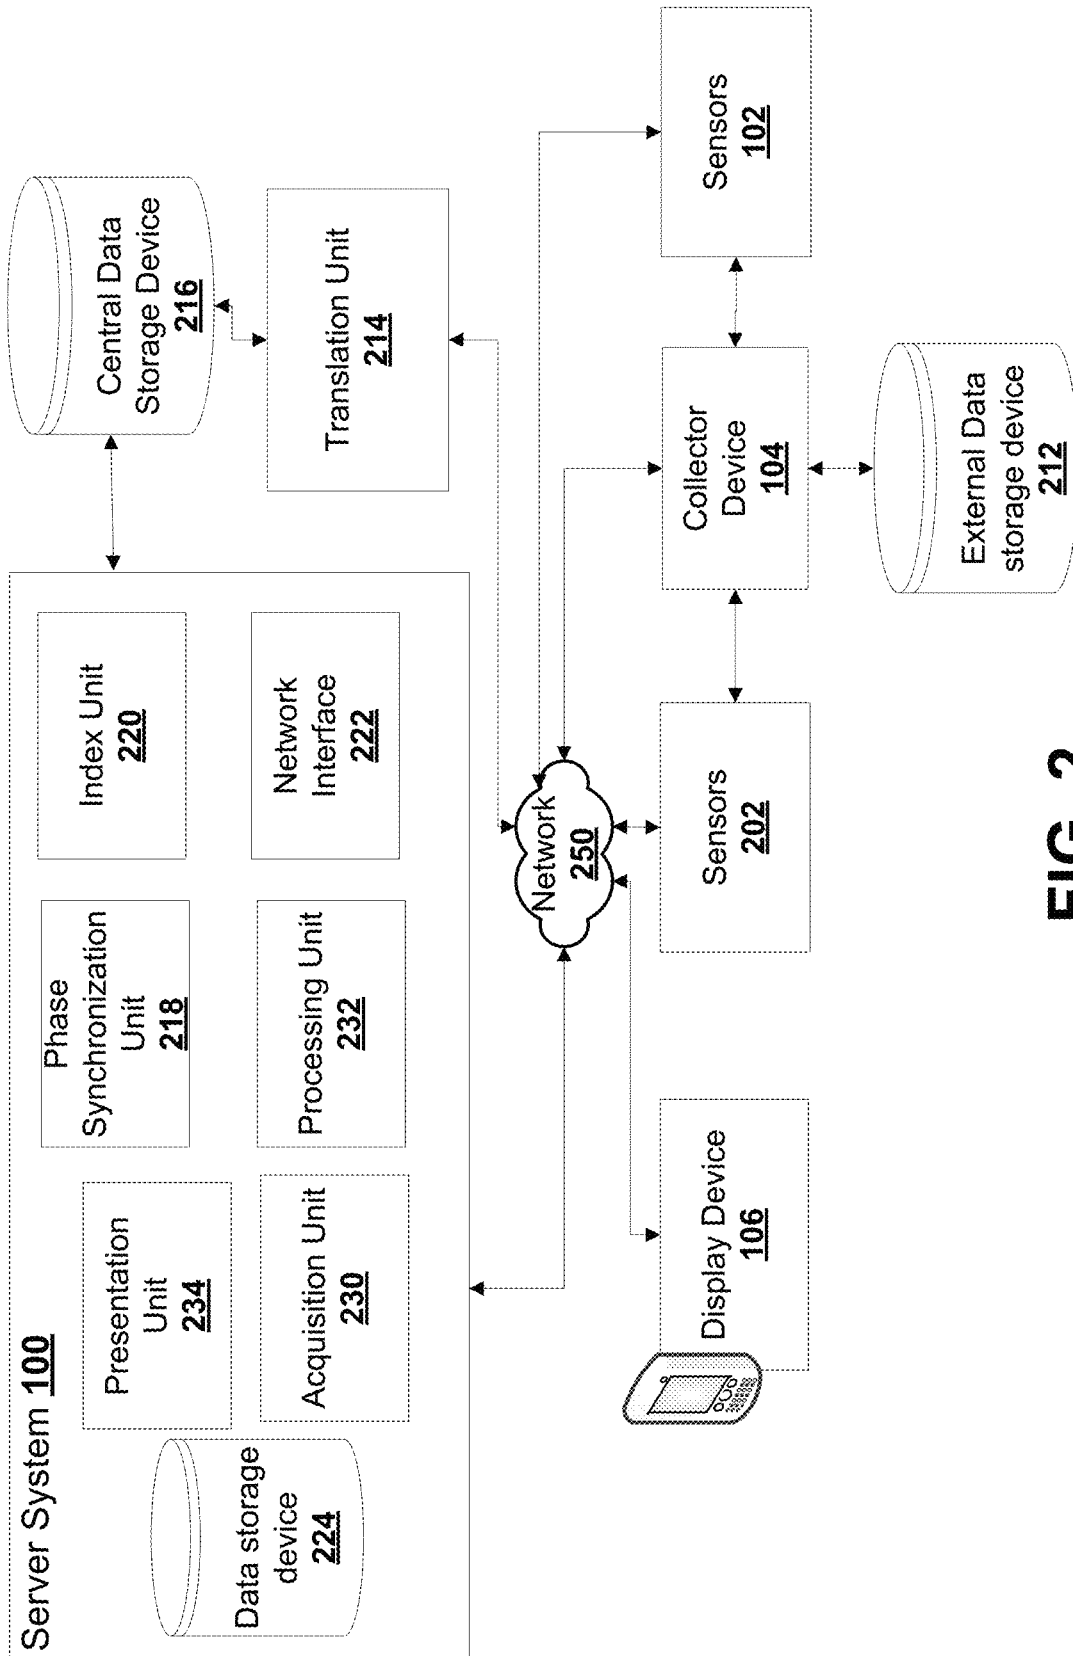 Server System 100
Data storage
device
224
Presentation
Unit
234
Acquisition Unit
230
Phase
Synchronization
Unit
218
Processing Unit
232
Index Unit
220
Network
Interface
222
Central Data
Storage Device
216
Translation Unit
214
Network
250
Display Device
106
Sensors
202
Collector
Device
104
Sensors
102
External Data
storage device
212
FIG. 2